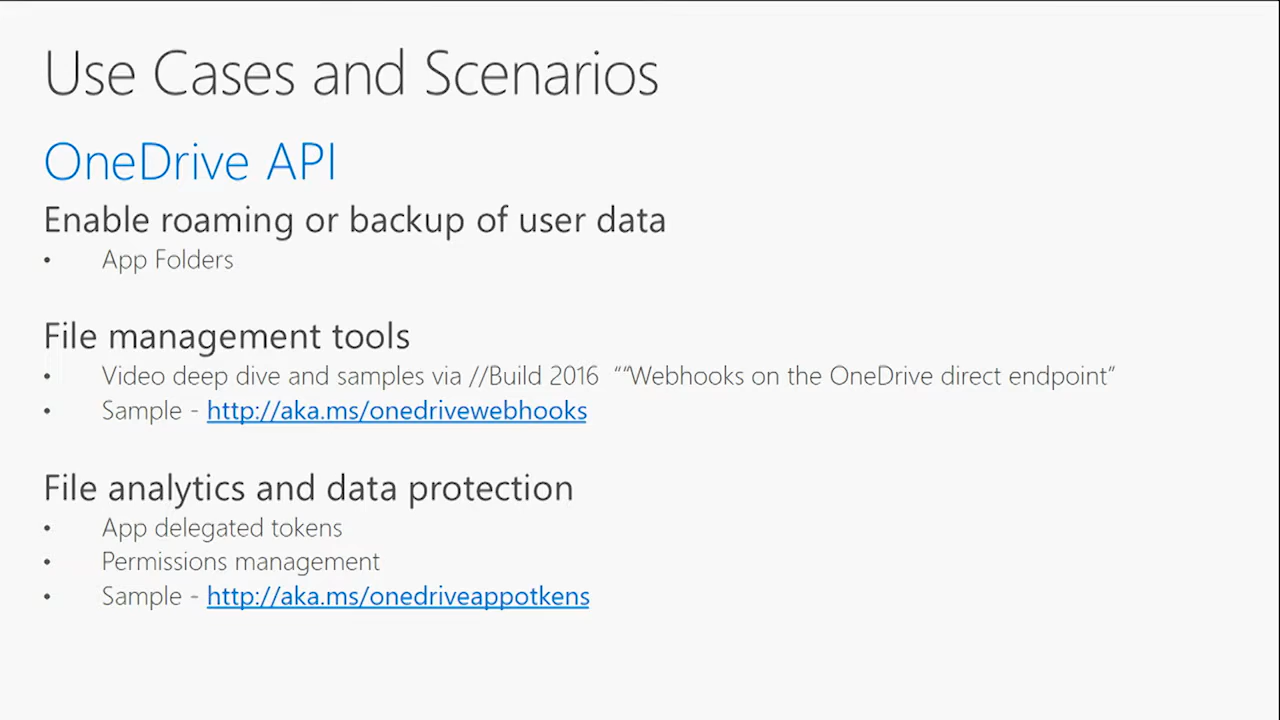 Use Cases and Scenarios
OneDrive API
Enable roaming or backup of user data
• App Folders
File management tools
• Video deep dive and samples via //Build 2016 ““Webhooks on the OneDrive direct endpoint”
• Sample - http://aka.ms/onedrivewebhooks
File analytics and data protection
• App delegated tokens
• Permissions management
• Sample - http://aka.ms/onedriveappotkens